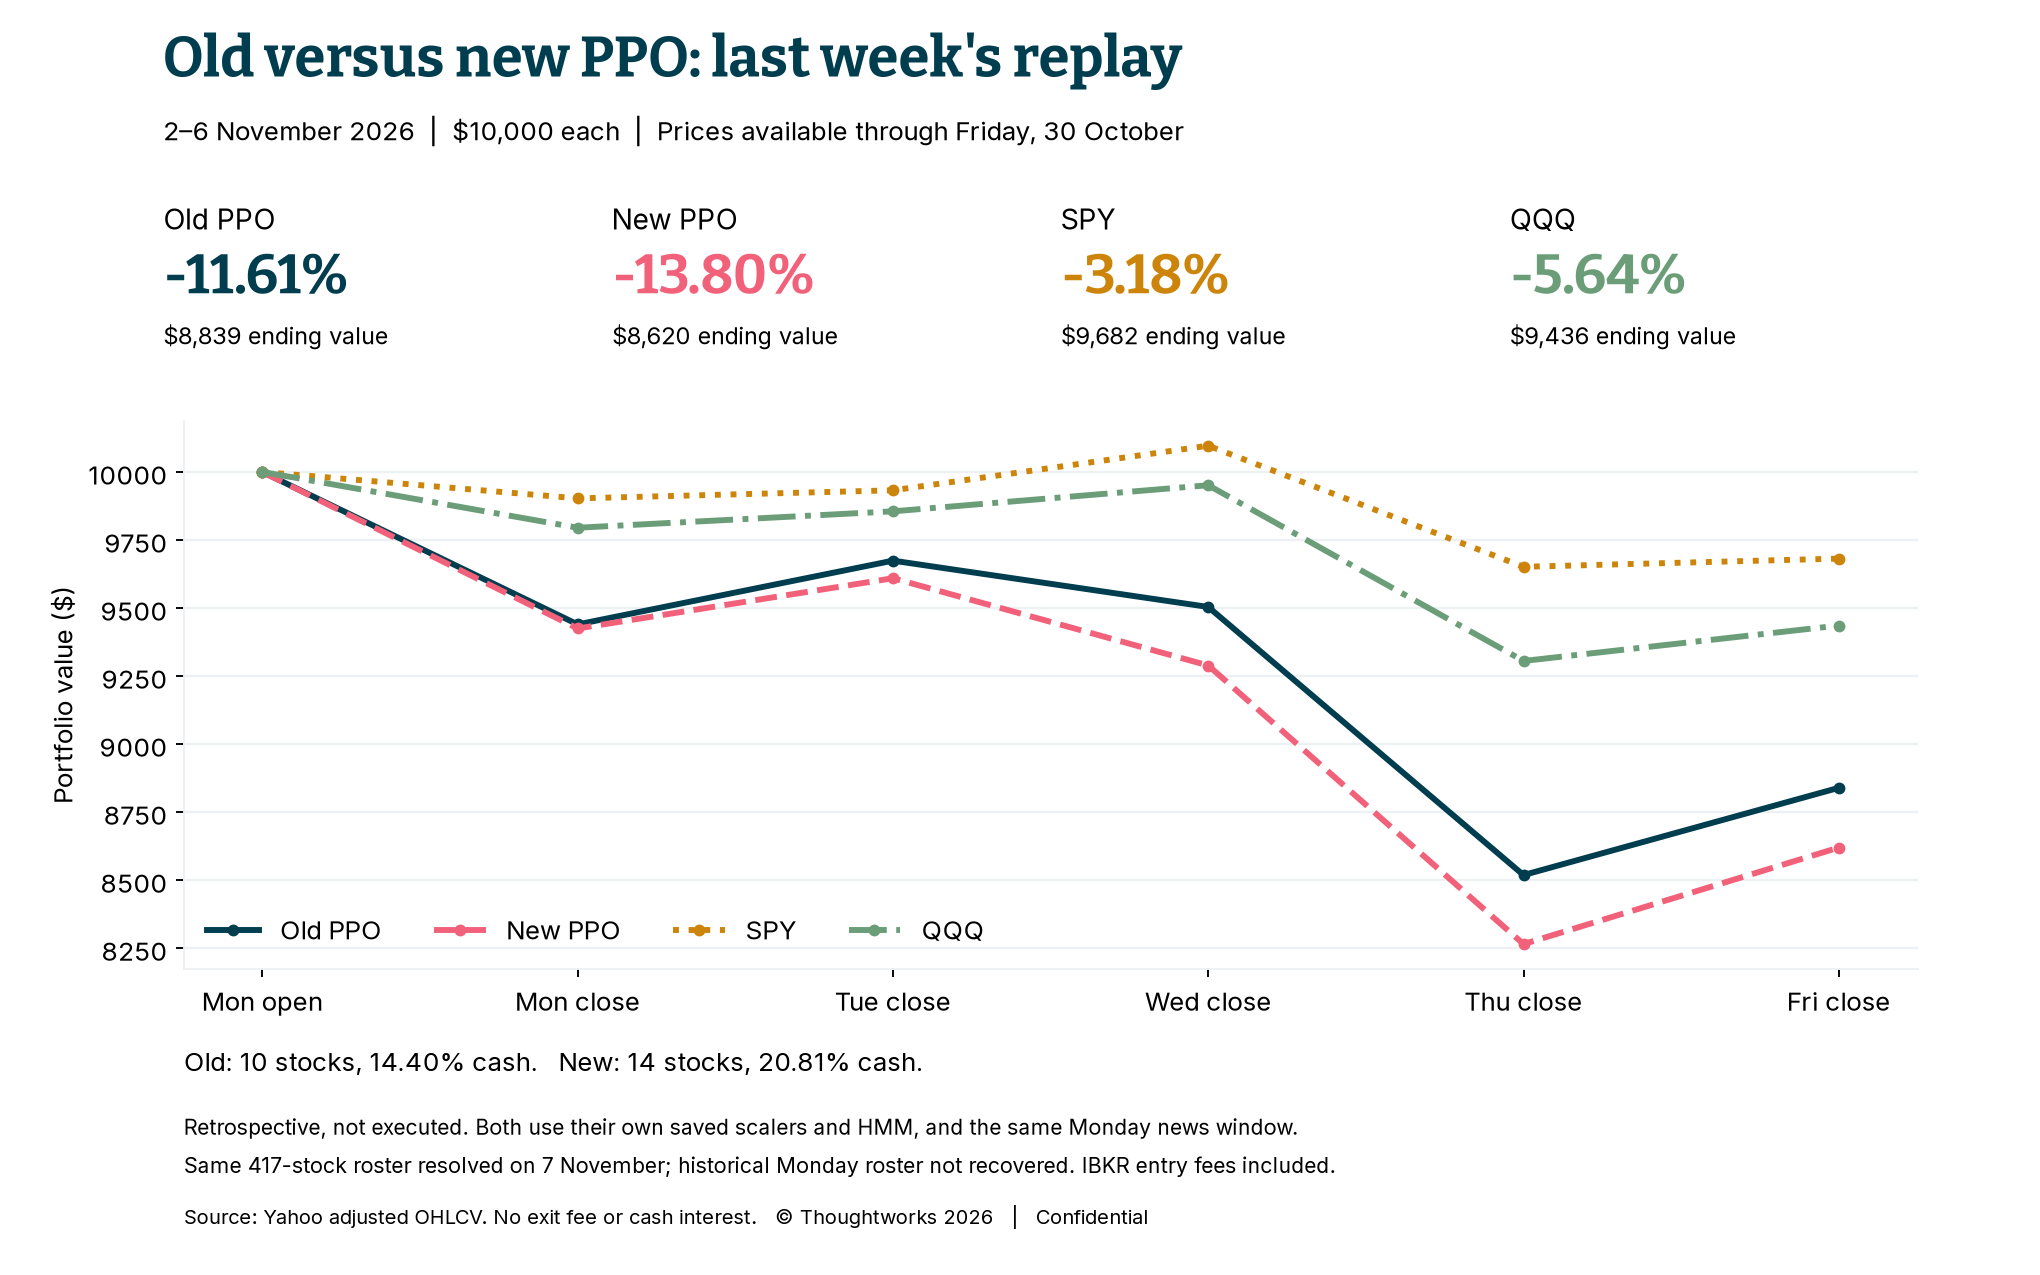 Old versus new PPO: last week's replay
2–6 November 2026 | $10,000 each | Prices available through Friday, 30 October
Old PPO
-11.61%
$8,839 ending value
New PPO
-13.80%
$8,620 ending value
SPY
-3.18%
$9,682 ending value
QQQ
-5.64%
$9,436 ending value
Portfolio value ($)
10000
9750
9500
9250
9000
8750
8500
8250
Old PPO
New PPO
SPY
QQQ
Mon open
Mon close
Tue close
Wed close
Thu close
Fri close
Old: 10 stocks, 14.40% cash.   New: 14 stocks, 20.81% cash.
Retrospective, not executed. Both use their own saved scalers and HMM, and the same Monday news window.
Same 417-stock roster resolved on 7 November; historical Monday roster not recovered. IBKR entry fees included.
Source: Yahoo adjusted OHLCV. No exit fee or cash interest.   © Thoughtworks 2026   |   Confidential